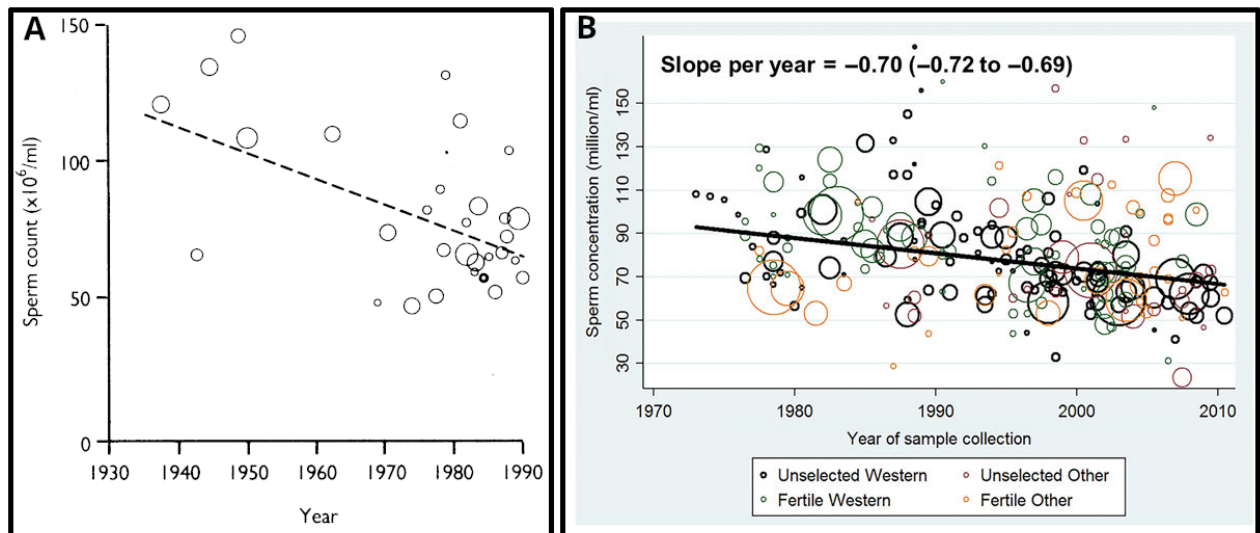 A
150
100
50
0
Sperm count (x10⁶/ml)
1930 1940 1950 1960 1970 1980 1990
Year
B
Slope per year = –0.70 (–0.72 to –0.69)
150
130
110
90
70
50
30
Sperm concentration (million/ml)
1970 1980 1990 2000 2010
Year of sample collection
Unselected Western Unselected Other
Fertile Western Fertile Other